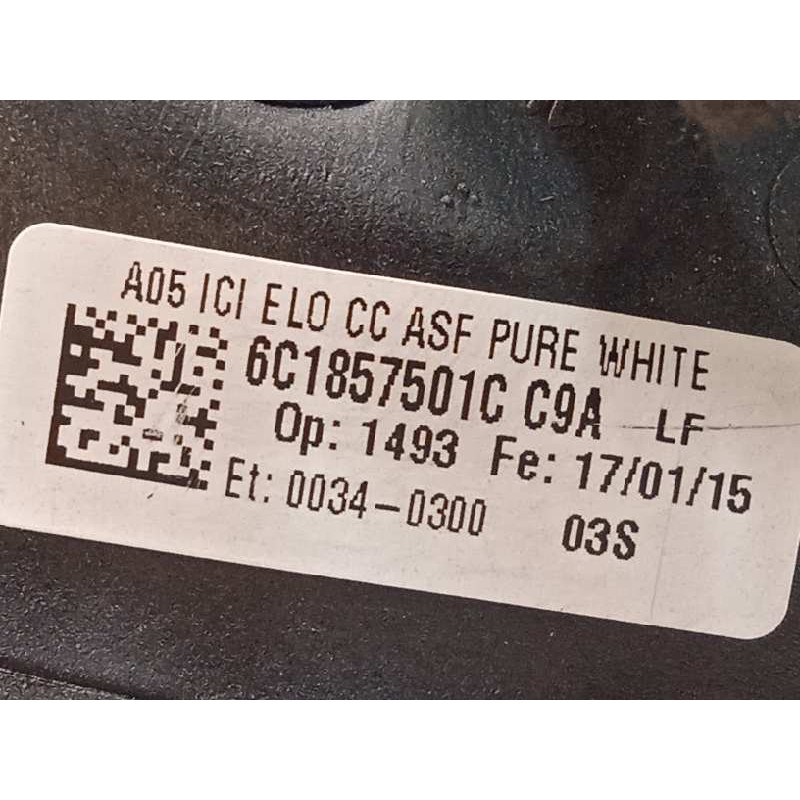 A05 ICI ELO CC ASF PURE WHITE
6C1857501C C9A LF
Op: 1493 Fe: 17/01/15
Et: 0034-0300 03S